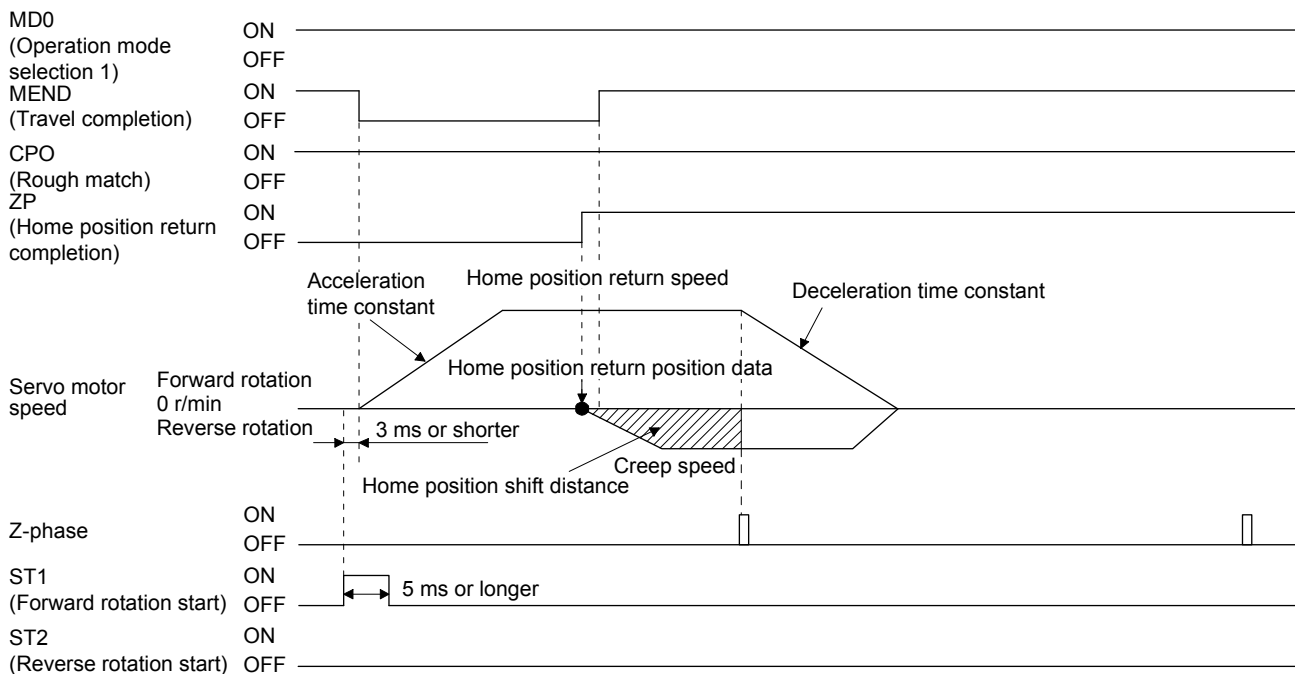 MD0
(Operation mode
selection 1)
ON
OFF
MEND
(Travel completion)
ON
OFF
CPO
(Rough match)
ON
OFF
ZP
(Home position return
completion)
ON
OFF
Acceleration
time constant
Home position return speed
Deceleration time constant
Home position return position data
Servo motor
speed
Forward rotation
0 r/min
Reverse rotation
3 ms or shorter
Creep speed
Home position shift distance
Z-phase
ON
OFF
ST1
(Forward rotation start)
ON
OFF
5 ms or longer
ST2
(Reverse rotation start)
ON
OFF